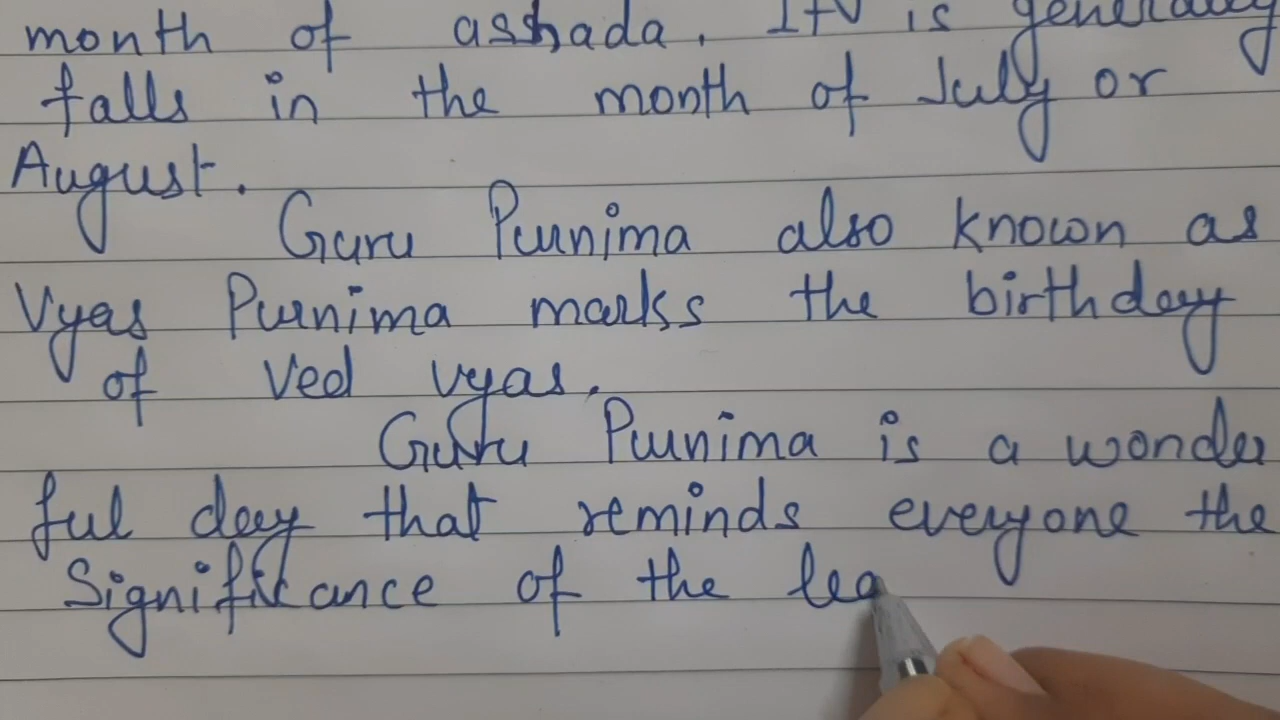 month of asshada. It is generally
falls in the month of July or
August.
Guru Purnima also known as
Vyas Purnima marks the birthday
of Ved Vyas.
Guru Purnima is a wonder
ful day that reminds everyone the
Significance of the lea